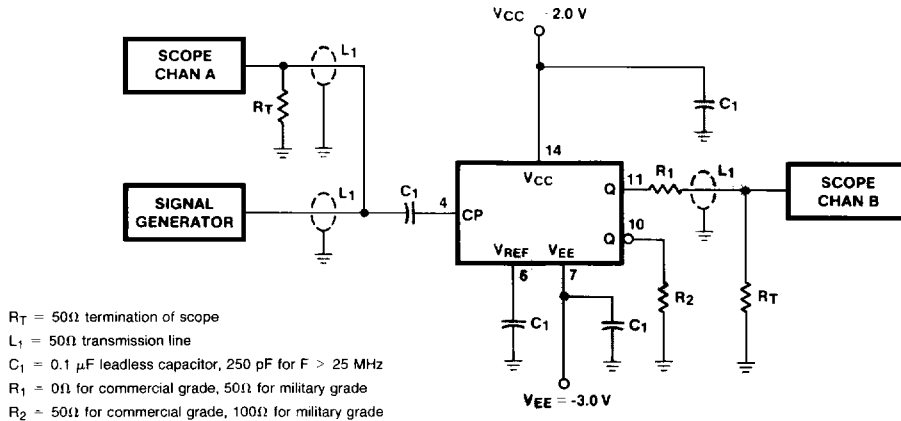 VCC - 2.0 V
SCOPE
CHAN A
L1
RT
C1
14
VCC
SIGNAL
GENERATOR
L1
C1
4
CP
Q
11
R1
L1
SCOPE
CHAN B
10
Q
VREF
VEE
6
7
C1
C1
R2
RT
VEE = -3.0 V
RT = 50Ω termination of scope
L1 = 50Ω transmission line
C1 = 0.1 μF leadless capacitor, 250 pF for F > 25 MHz
R1 = 0Ω for commercial grade, 50Ω for military grade
R2 = 50Ω for commercial grade, 100Ω for military grade